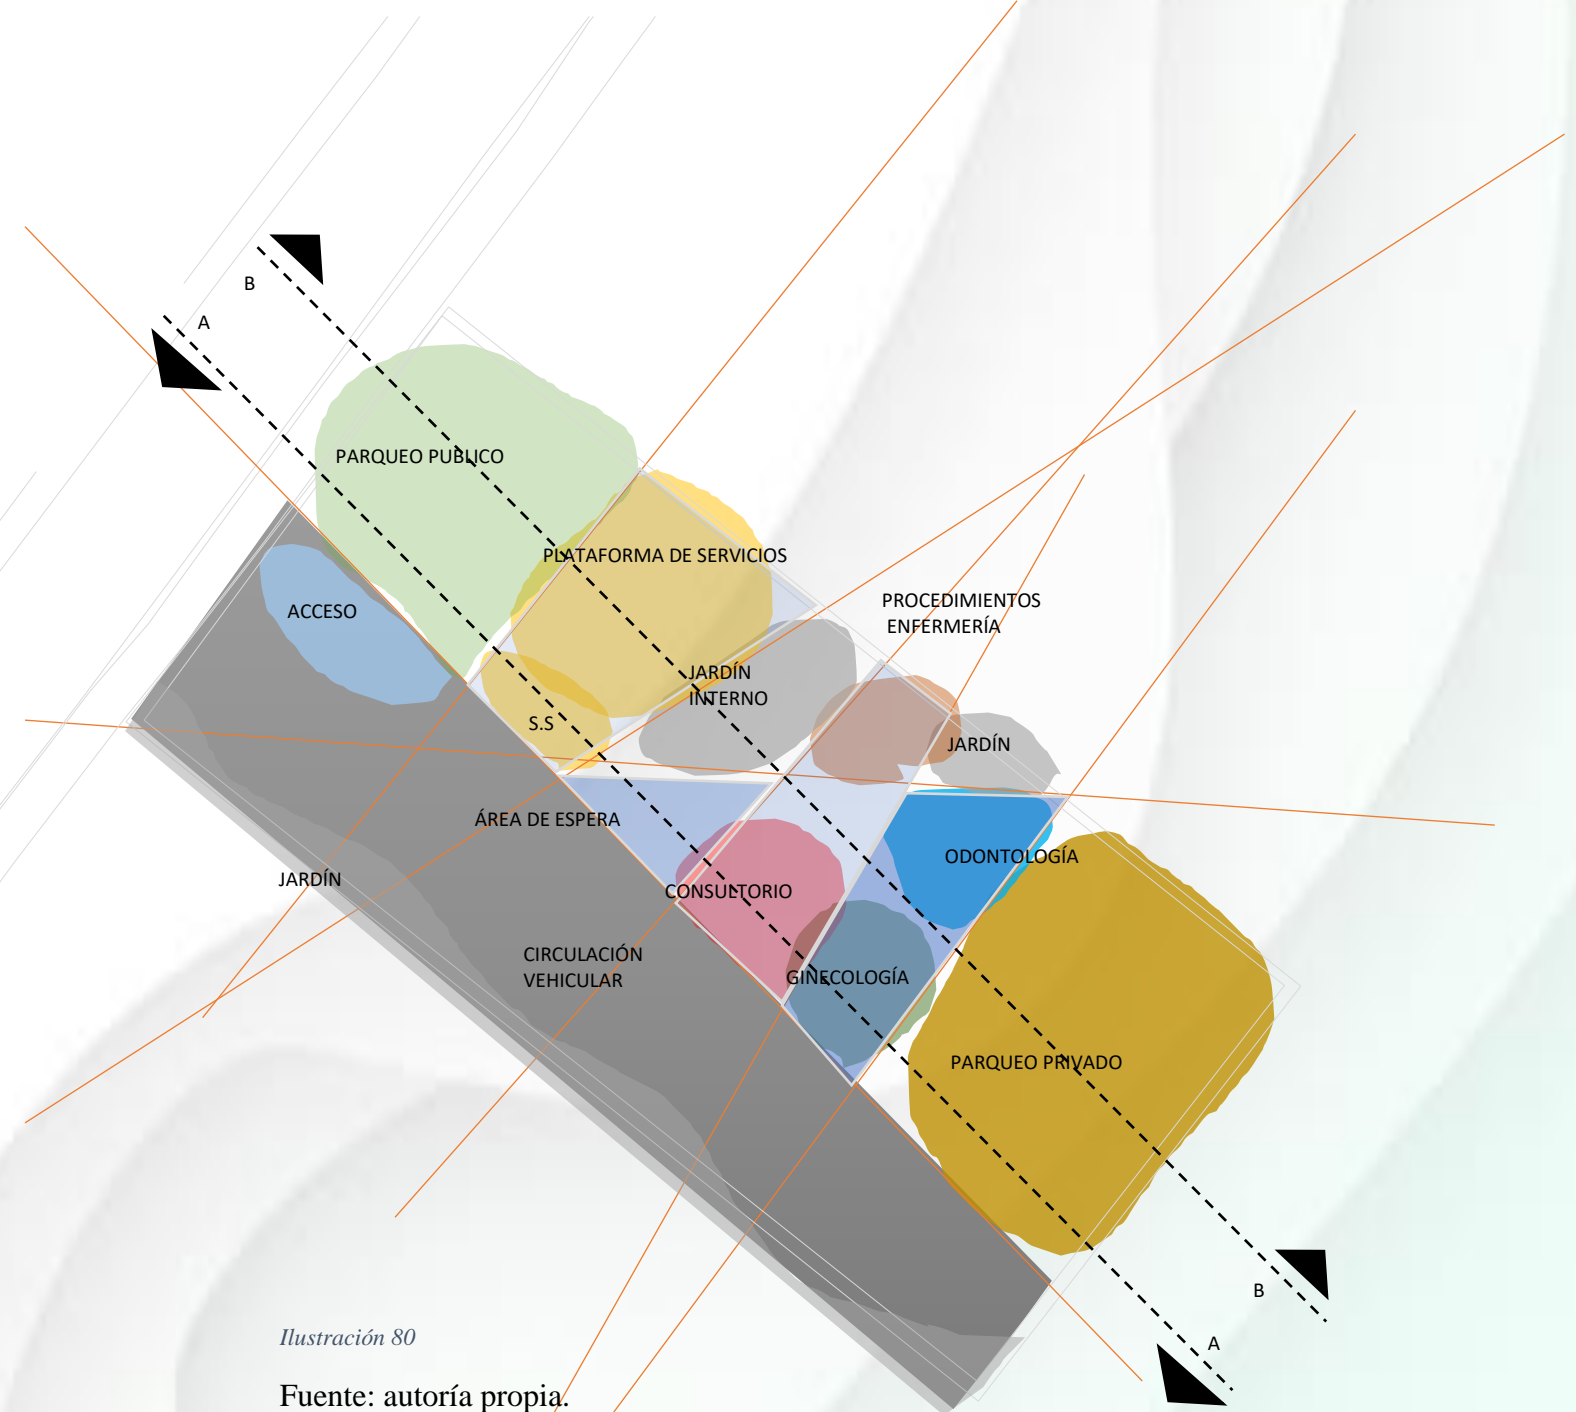 B
A
PARQUEO PUBLICO
PLATAFORMA DE SERVICIOS
ACCESO
PROCEDIMIENTOS
ENFERMERÍA
JARDÍN
INTERNO
S.S
JARDÍN
ÁREA DE ESPERA
ODONTOLOGÍA
JARDÍN
CONSULTORIO
CIRCULACIÓN
VEHICULAR
GINECOLOGÍA
PARQUEO PRIVADO
B
A
Ilustración 80
Fuente: autoría propia.